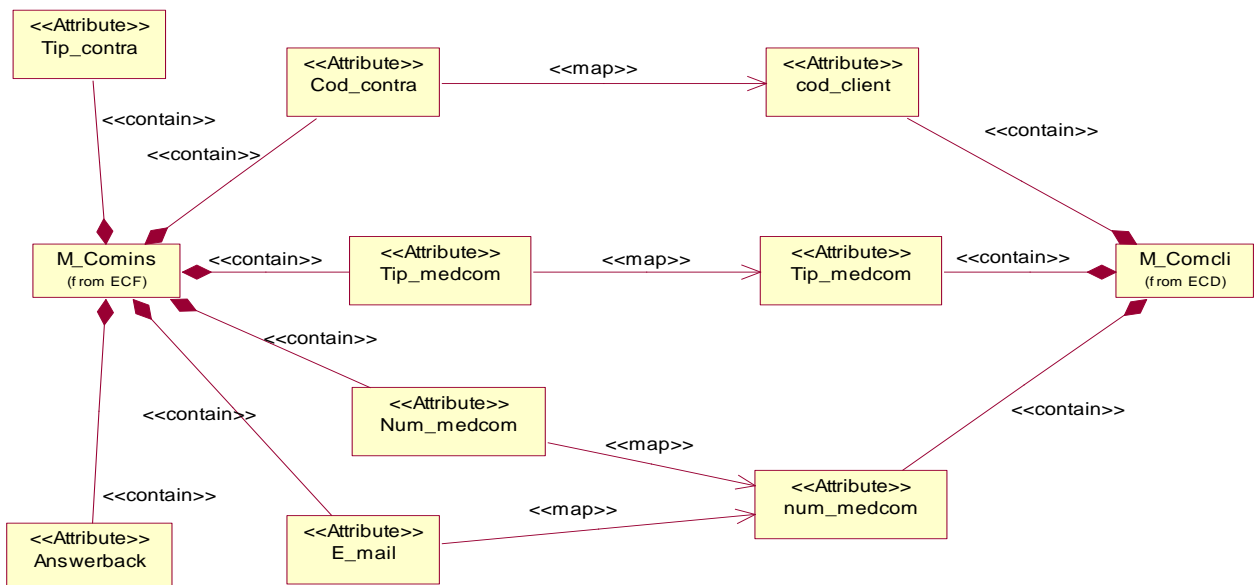 <<Attribute>>
Tip_contra
<<Attribute>>
Cod_contra
<<map>>
<<Attribute>>
cod_client
<<contain>>
<<contain>>
<<contain>>
M_Comins
(from ECF)
<<contain>>
<<Attribute>>
Tip_medcom
<<map>>
<<Attribute>>
Tip_medcom
<<contain>>
M_Comcli
(from ECD)
<<contain>>
<<Attribute>>
Num_medcom
<<contain>>
<<contain>>
<<map>>
<<Attribute>>
num_medcom
<<contain>>
<<map>>
<<Attribute>>
Answerback
<<Attribute>>
E_mail